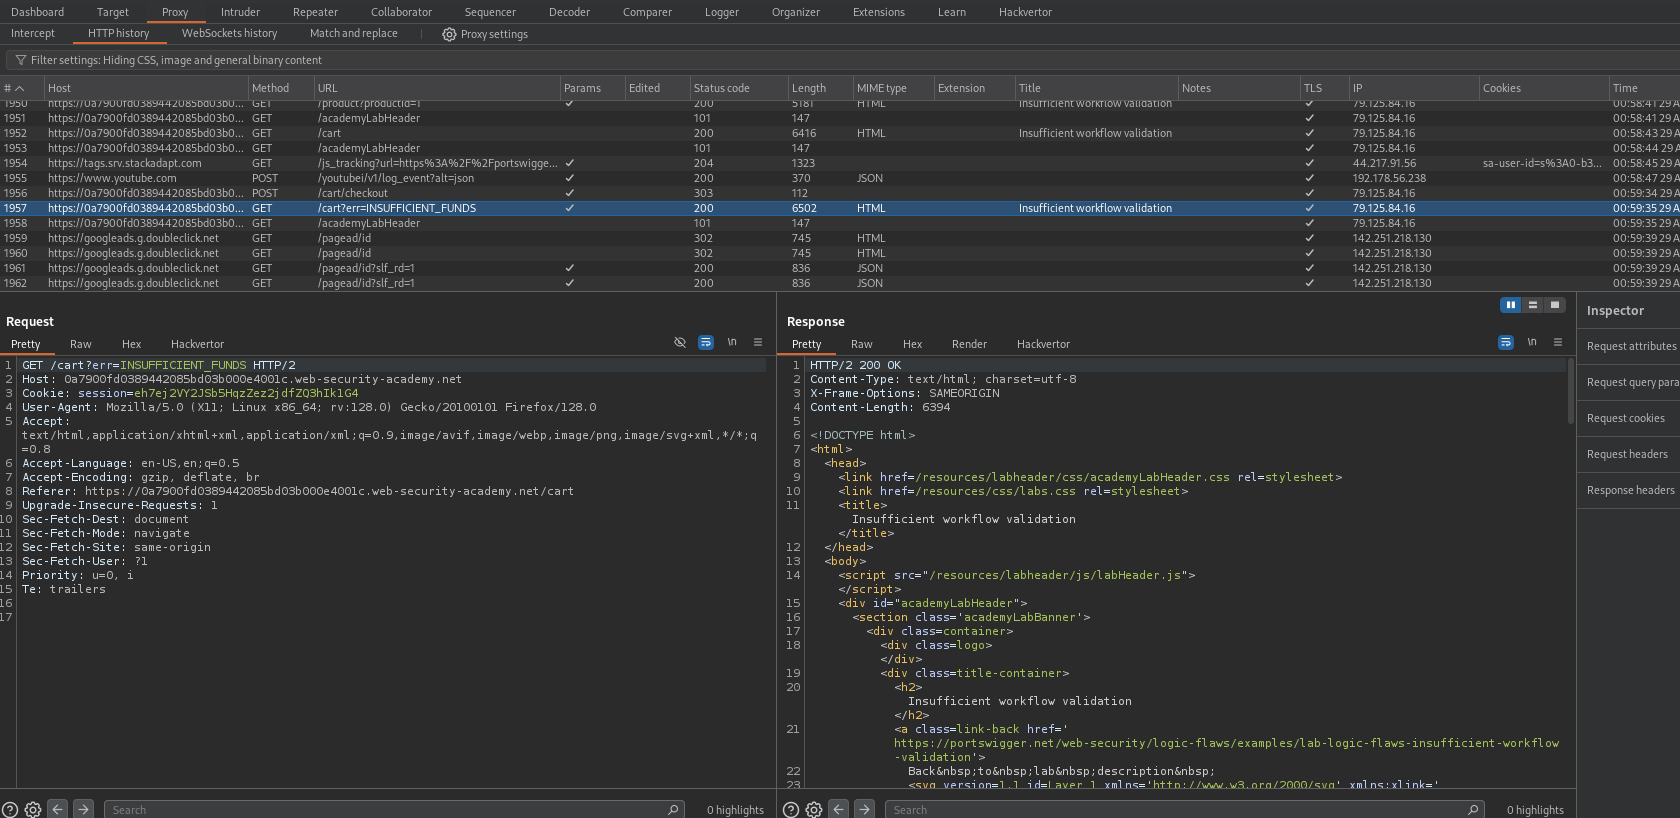 Dashboard Target Proxy Intruder Repeater Collaborator Sequencer Decoder Comparer Logger Organizer Extensions Learn Hackvertor
Intercept HTTP history WebSockets history Match and replace Proxy settings
Filter settings: Hiding CSS, image and general binary content
# Host Method URL Params Edited Status code Length MIME type Extension Title Notes TLS IP Cookies Time
1950 https://0a7900fd0389442085bd03b0... GET /product?productId=1 ✓ 200 5181 HTML Insufficient workflow validation ✓ 79.125.84.16 00:58:41 29 A
1951 https://0a7900fd0389442085bd03b0... GET /academyLabHeader 101 147 ✓ 79.125.84.16 00:58:41 29 A
1952 https://0a7900fd0389442085bd03b0... GET /cart 200 6416 HTML Insufficient workflow validation ✓ 79.125.84.16 00:58:43 29 A
1953 https://0a7900fd0389442085bd03b0... GET /academyLabHeader 101 147 ✓ 79.125.84.16 00:58:44 29 A
1954 https://tags.srv.stackadapt.com GET /js_tracking?url=https%3A%2F%2Fportswigge... ✓ 204 1323 ✓ 44.217.91.56 sa-user-id=s%3A0-b3... 00:58:45 29 A
1955 https://www.youtube.com POST /youtubei/v1/log_event?alt=json ✓ 200 370 JSON ✓ 192.178.56.238 00:58:47 29 A
1956 https://0a7900fd0389442085bd03b0... POST /cart/checkout ✓ 303 112 ✓ 79.125.84.16 00:59:34 29 A
1957 https://0a7900fd0389442085bd03b0... GET /cart?err=INSUFFICIENT_FUNDS ✓ 200 6502 HTML Insufficient workflow validation ✓ 79.125.84.16 00:59:35 29 A
1958 https://0a7900fd0389442085bd03b0... GET /academyLabHeader 101 147 ✓ 79.125.84.16 00:59:35 29 A
1959 https://googleads.g.doubleclick.net GET /pagead/id 302 745 HTML ✓ 142.251.218.130 00:59:39 29 A
1960 https://googleads.g.doubleclick.net GET /pagead/id 302 745 HTML ✓ 142.251.218.130 00:59:39 29 A
1961 https://googleads.g.doubleclick.net GET /pagead/id?slf_rd=1 ✓ 200 836 JSON ✓ 142.251.218.130 00:59:39 29 A
1962 https://googleads.g.doubleclick.net GET /pagead/id?slf_rd=1 ✓ 200 836 JSON ✓ 142.251.218.130 00:59:39 29 A
Request
Pretty Raw Hex Hackvertor \n
1 GET /cart?err=INSUFFICIENT_FUNDS HTTP/2
2 Host: 0a7900fd0389442085bd03b000e4001c.web-security-academy.net
3 Cookie: session=eh7ej2VY2JSb5HqzZez2jdfZQ3hIk1G4
4 User-Agent: Mozilla/5.0 (X11; Linux x86_64; rv:128.0) Gecko/20100101 Firefox/128.0
5 Accept:
text/html,application/xhtml+xml,application/xml;q=0.9,image/avif,image/webp,image/png,image/svg+xml,*/*;q
=0.8
6 Accept-Language: en-US,en;q=0.5
7 Accept-Encoding: gzip, deflate, br
8 Referer: https://0a7900fd0389442085bd03b000e4001c.web-security-academy.net/cart
9 Upgrade-Insecure-Requests: 1
10 Sec-Fetch-Dest: document
11 Sec-Fetch-Mode: navigate
12 Sec-Fetch-Site: same-origin
13 Sec-Fetch-User: ?1
14 Priority: u=0, i
15 Te: trailers
16
17
Search 0 highlights
Response
Pretty Raw Hex Render Hackvertor \n
1 HTTP/2 200 OK
2 Content-Type: text/html; charset=utf-8
3 X-Frame-Options: SAMEORIGIN
4 Content-Length: 6394
5
6 <!DOCTYPE html>
7 <html>
8 <head>
9 <link href=/resources/labheader/css/academyLabHeader.css rel=stylesheet>
10 <link href=/resources/css/labs.css rel=stylesheet>
11 <title>
Insufficient workflow validation
</title>
12 </head>
13 <body>
14 <script src="/resources/labheader/js/labHeader.js">
</script>
15 <div id="academyLabHeader">
16 <section class='academyLabBanner'>
17 <div class=container>
18 <div class=logo>
</div>
19 <div class=title-container>
20 <h2>
Insufficient workflow validation
</h2>
21 <a class=link-back href='
https://portswigger.net/web-security/logic-flaws/examples/lab-logic-flaws-insufficient-workflow
-validation'>
22 Back&nbsp;to&nbsp;lab&nbsp;description&nbsp;
23 <svg version=1.1 id=Layer_1 xmlns='http://www.w3.org/2000/svg' xmlns:xlink='
Search 0 highlights
Inspector
Request attributes
Request query para
Request cookies
Request headers
Response headers